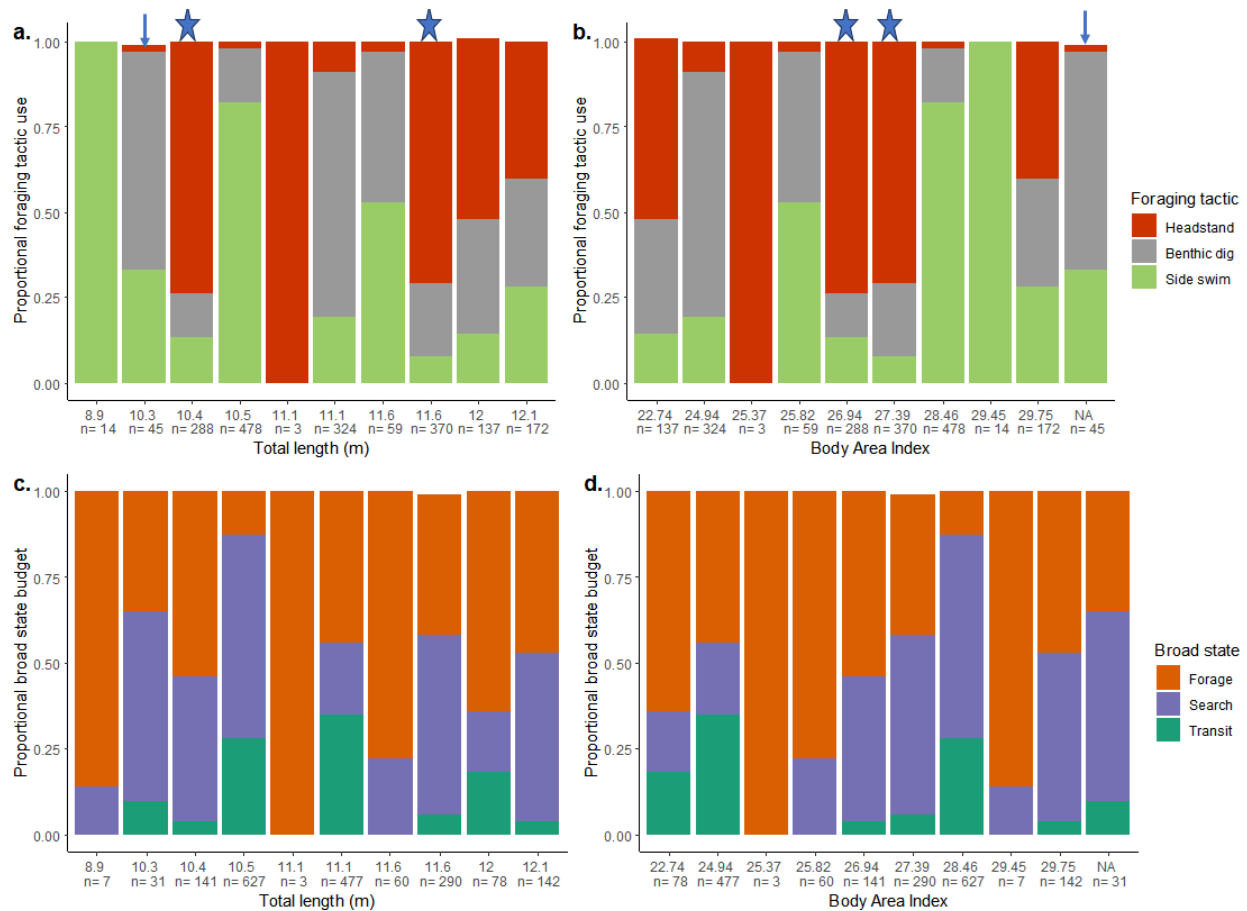 a.
Proportional foraging tactic use
1.00
0.75
0.50
0.25
0.00
8.9 10.3 10.4 10.5 11.1 11.1 11.6 11.6 12 12.1
n= 14 n= 45 n= 288 n= 478 n= 3 n= 324 n= 59 n= 370 n= 137 n= 172
Total length (m)
b.
Proportional foraging tactic use
1.00
0.75
0.50
0.25
0.00
22.74 24.94 25.37 25.82 26.94 27.39 28.46 29.45 29.75 NA
n= 137 n= 324 n= 3 n= 59 n= 288 n= 370 n= 478 n= 14 n= 172 n= 45
Body Area Index
Foraging tactic
Headstand
Benthic dig
Side swim
c.
Proportional broad state budget
1.00
0.75
0.50
0.25
0.00
8.9 10.3 10.4 10.5 11.1 11.1 11.6 11.6 12 12.1
n= 7 n= 31 n= 141 n= 627 n= 3 n= 477 n= 60 n= 290 n= 78 n= 142
Total length (m)
d.
Proportional broad state budget
1.00
0.75
0.50
0.25
0.00
22.74 24.94 25.37 25.82 26.94 27.39 28.46 29.45 29.75 NA
n= 78 n= 477 n= 3 n= 60 n= 141 n= 290 n= 627 n= 7 n= 142 n= 31
Body Area Index
Broad state
Forage
Search
Transit